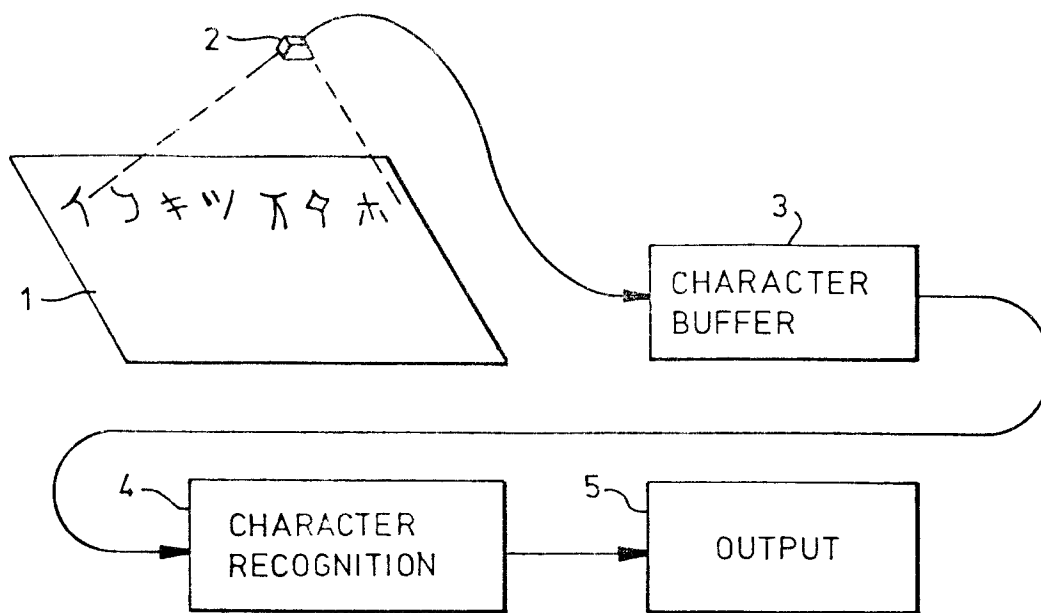 2
イ キ ツ タ ホ
3
CHARACTER
BUFFER
1
4
CHARACTER
RECOGNITION
5
OUTPUT